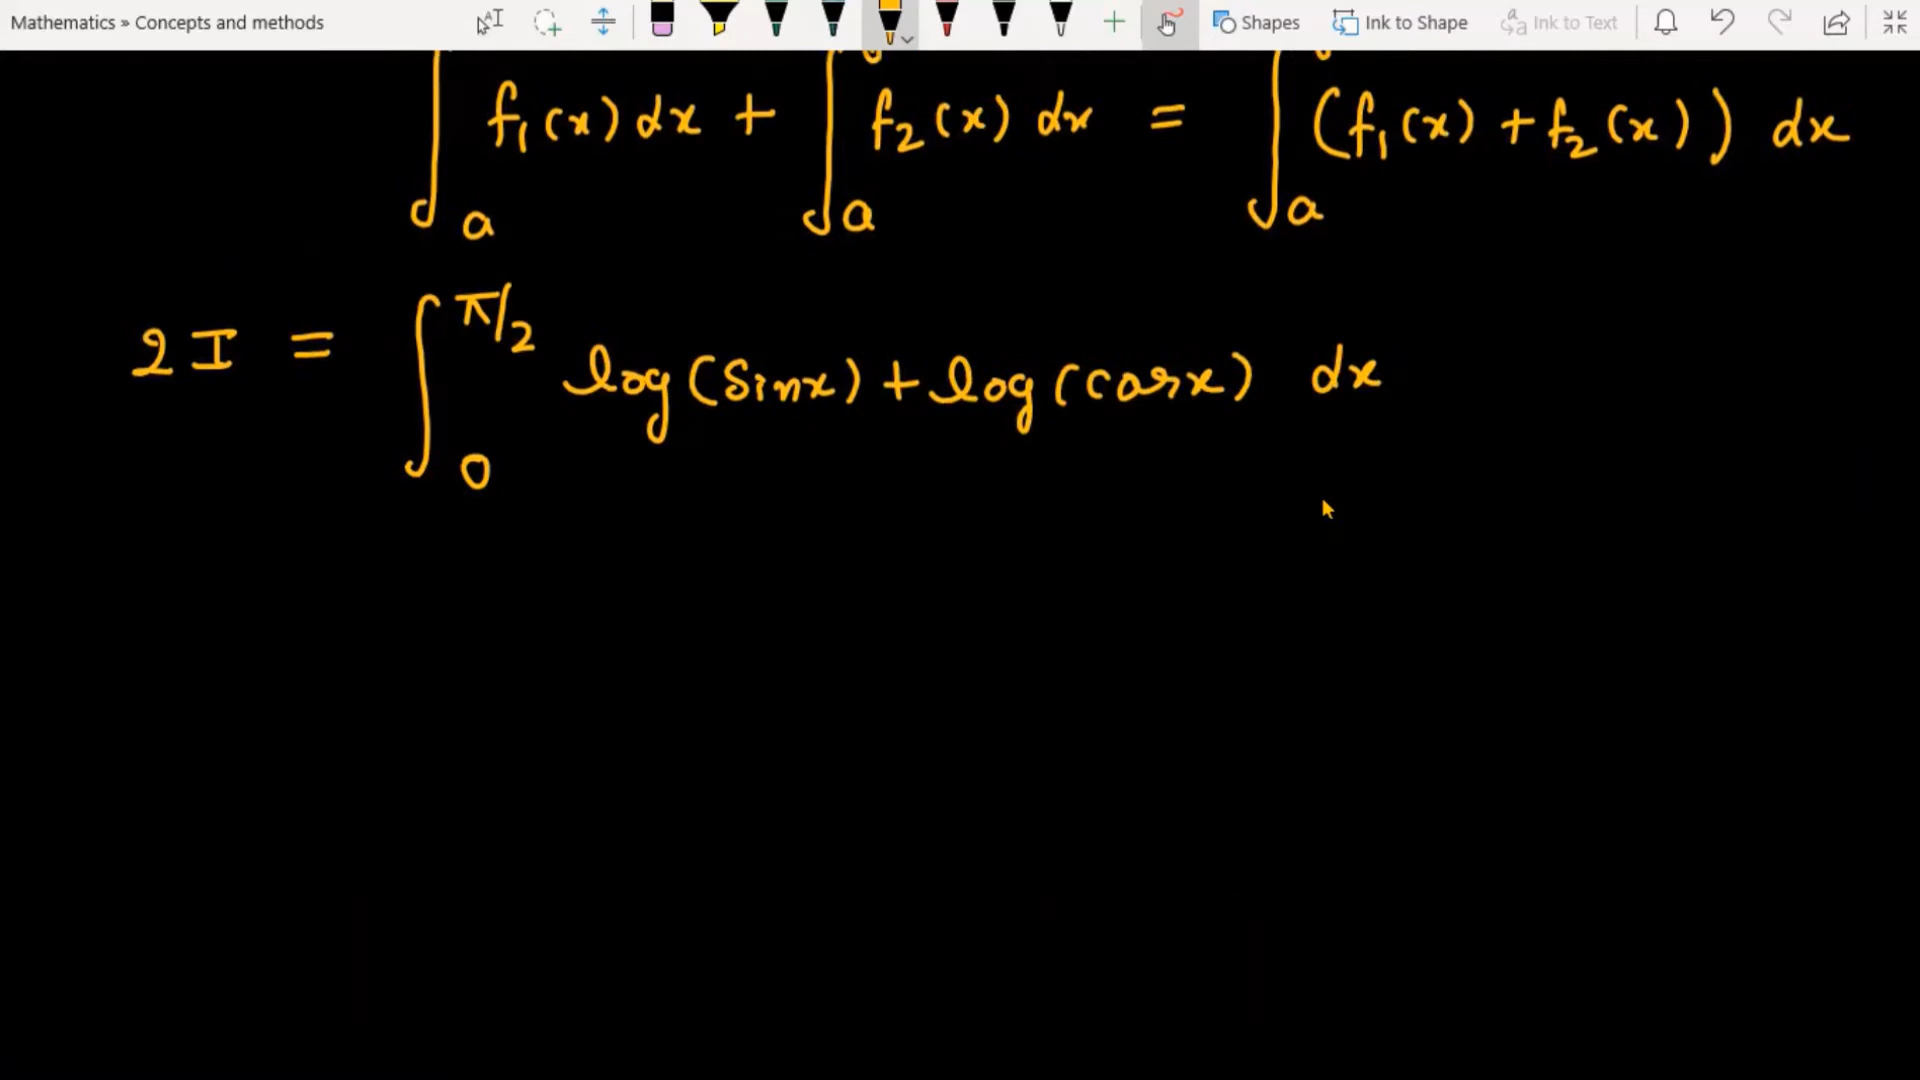 Mathematics » Concepts and methods Shapes Ink to Shape Ink to Text
∫ₐ f₁(x) dx + ∫ₐ f₂(x) dx = ∫ₐ (f₁(x) + f₂(x)) dx
2I = ∫₀^π/2 log(sinx) + log(cosx) dx